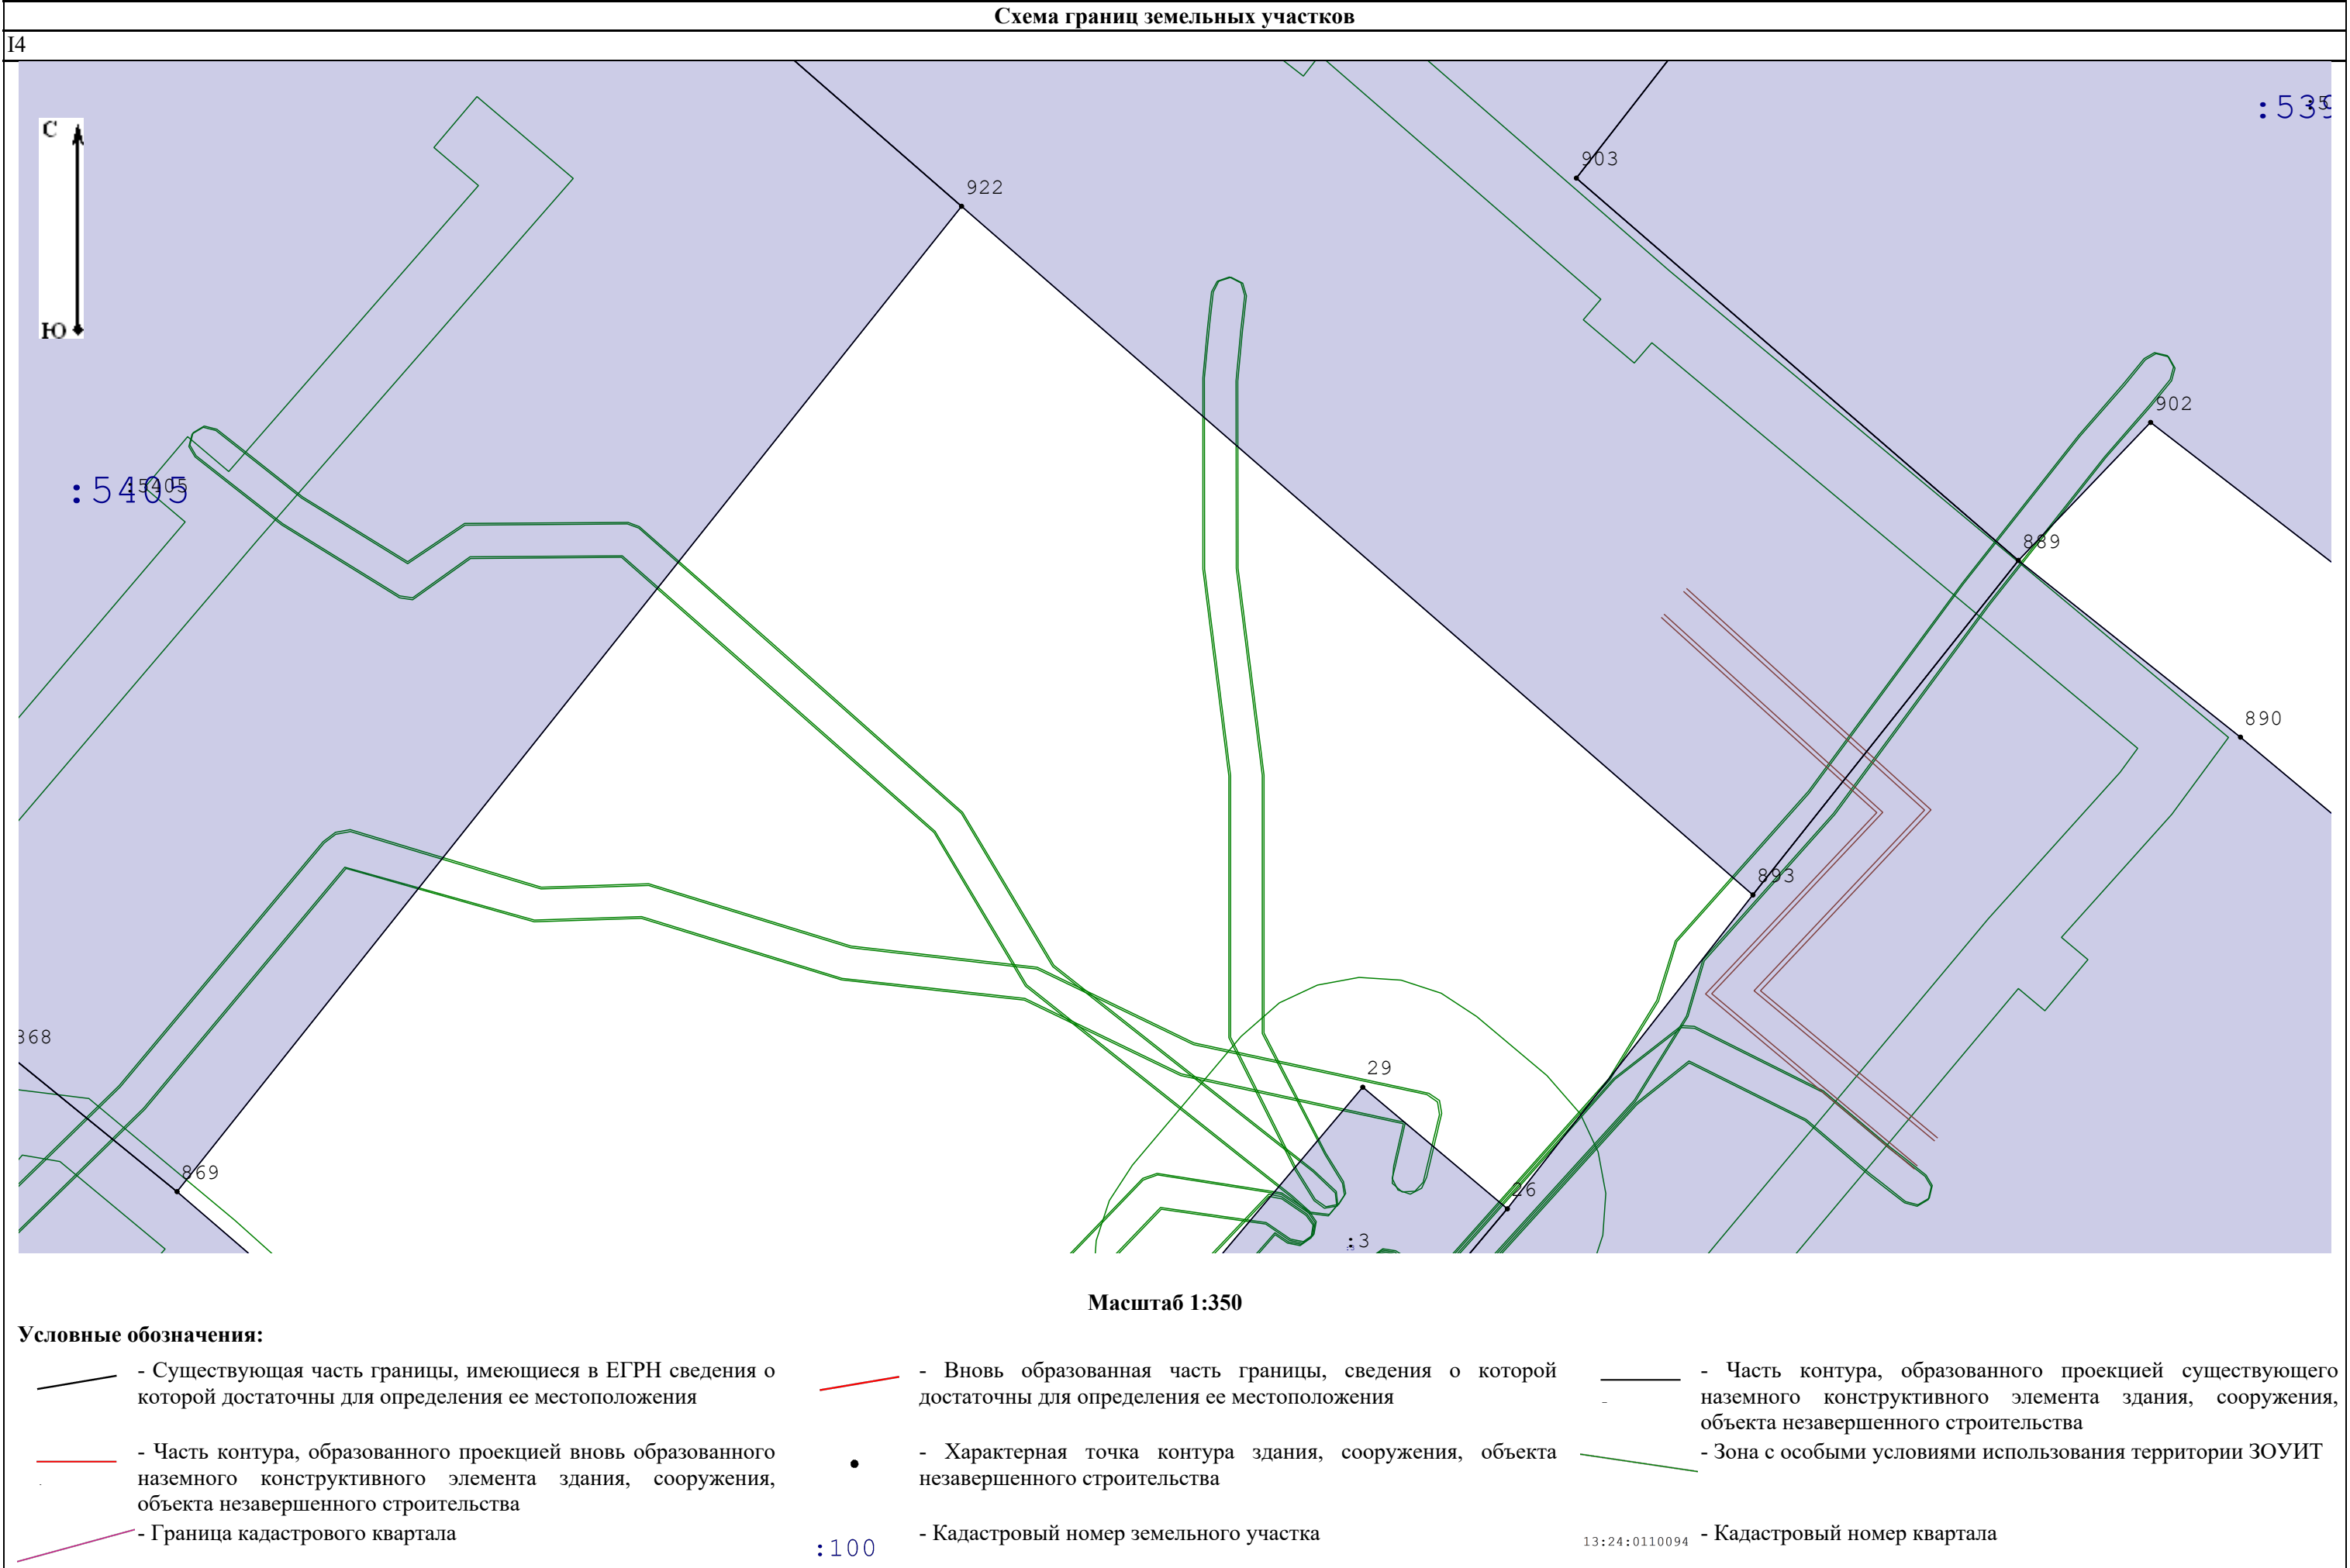 Схема границ земельных участков
I4
С
Ю
922
903
:539
902
:5405
:5405
889
890
893
368
29
869
26
:3
Масштаб 1:350
Условные обозначения:
- Существующая часть границы, имеющиеся в ЕГРН сведения о
которой достаточны для определения ее местоположения
- Вновь образованная часть границы, сведения о которой
достаточны для определения ее местоположения
- Часть контура, образованного проекцией существующего
наземного конструктивного элемента здания, сооружения,
объекта незавершенного строительства
- Часть контура, образованного проекцией вновь образованного
наземного конструктивного элемента здания, сооружения,
объекта незавершенного строительства
- Характерная точка контура здания, сооружения, объекта
незавершенного строительства
- Зона с особыми условиями использования территории ЗОУИТ
- Граница кадастрового квартала
:100
- Кадастровый номер земельного участка
13:24:0110094
- Кадастровый номер квартала